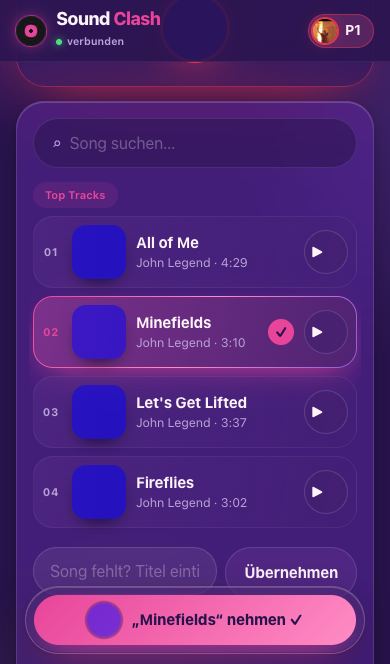 Sound Clash
verbunden
P1
Song suchen...
Top Tracks
01
All of Me
John Legend · 4:29
02
Minefields
John Legend · 3:10
03
Let's Get Lifted
John Legend · 3:37
04
Fireflies
John Legend · 3:02
Song fehlt? Titel einti
Übernehmen
„Minefields“ nehmen ✓